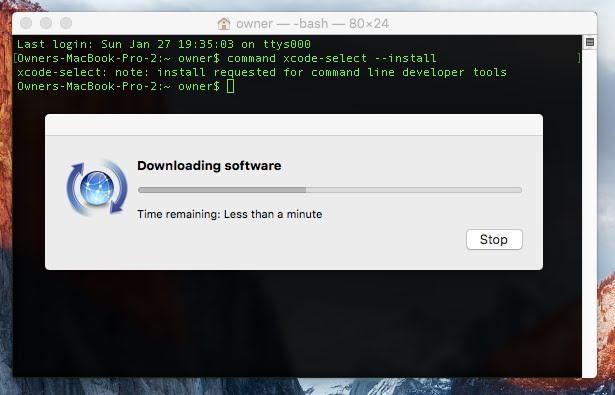 owner — -bash — 80×24
Last login: Sun Jan 27 19:35:03 on ttys000
[Owners-MacBook-Pro-2:~ owner$ command xcode-select --install ]
xcode-select: note: install requested for command line developer tools
Owners-MacBook-Pro-2:~ owner$
Downloading software
Time remaining: Less than a minute
Stop